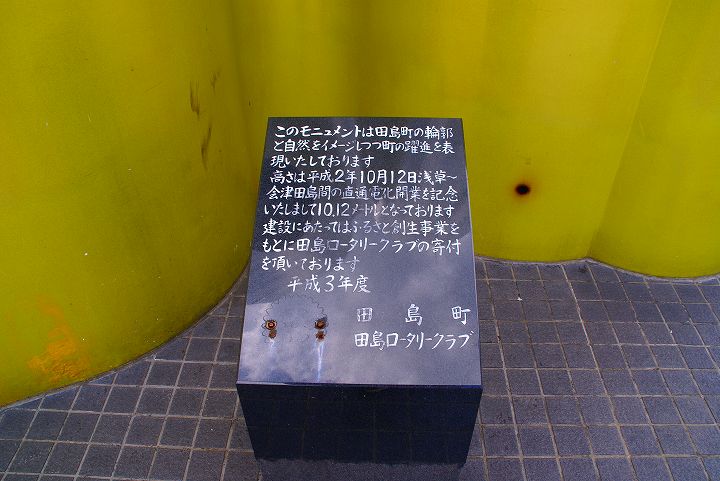 このモニュメントは田島町の輪郭
と自然をイメージしつつ町の躍進を表
現いたしております
高さは平成2年10月12日浅草～
会津田島間の直通電化開業を記念
いたしまして10.12メートルとなっております
建設にあたってはふるさと創生事業を
もとに田島ロータリークラブの寄付
を頂いております
平成3年度
田島町
田島ロータリークラブ